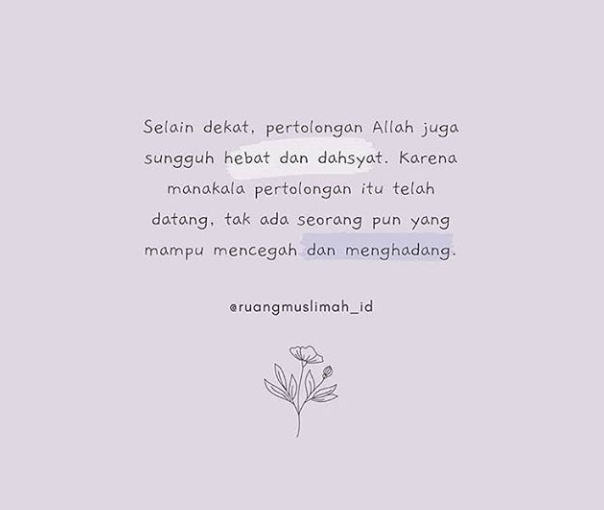 Selain dekat, pertolongan Allah juga
sungguh hebat dan dahsyat. Karena
manakala pertolongan itu telah
datang, tak ada seorang pun yang
mampu mencegah dan menghadang.
@ruangmuslimah_id